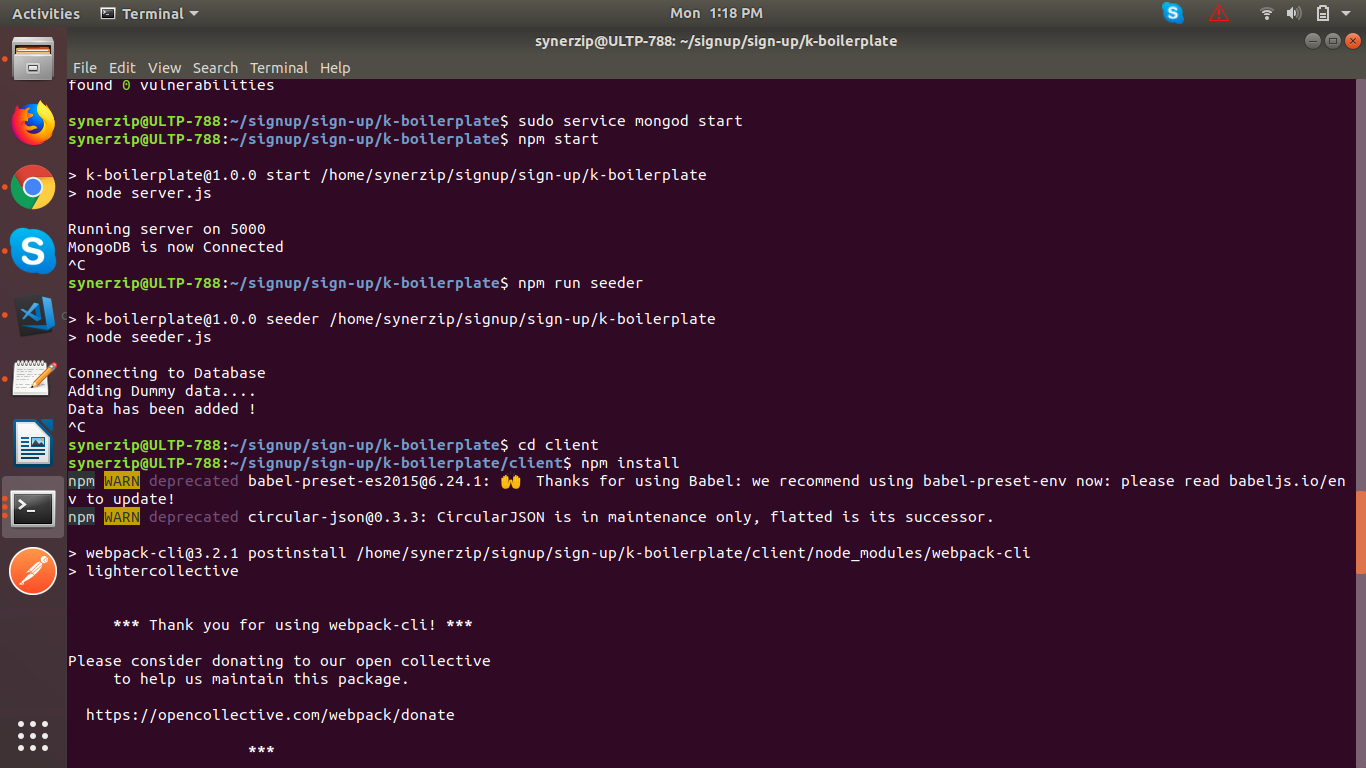 Activities Terminal Mon 1:18 PM
synerzip@ULTP-788: ~/signup/sign-up/k-boilerplate
File Edit View Search Terminal Help
found 0 vulnerabilities
synerzip@ULTP-788:~/signup/sign-up/k-boilerplate$ sudo service mongod start
synerzip@ULTP-788:~/signup/sign-up/k-boilerplate$ npm start
> k-boilerplate@1.0.0 start /home/synerzip/signup/sign-up/k-boilerplate
> node server.js
Running server on 5000
MongoDB is now Connected
^C
synerzip@ULTP-788:~/signup/sign-up/k-boilerplate$ npm run seeder
> k-boilerplate@1.0.0 seeder /home/synerzip/signup/sign-up/k-boilerplate
> node seeder.js
Connecting to Database
Adding Dummy data....
Data has been added !
^C
synerzip@ULTP-788:~/signup/sign-up/k-boilerplate$ cd client
synerzip@ULTP-788:~/signup/sign-up/k-boilerplate/client$ npm install
npm WARN deprecated babel-preset-es2015@6.24.1: 🙌 Thanks for using Babel: we recommend using babel-preset-env now: please read babeljs.io/en
v to update!
npm WARN deprecated circular-json@0.3.3: CircularJSON is in maintenance only, flatted is its successor.
> webpack-cli@3.2.1 postinstall /home/synerzip/signup/sign-up/k-boilerplate/client/node_modules/webpack-cli
> lightercollective
*** Thank you for using webpack-cli! ***
Please consider donating to our open collective
to help us maintain this package.
https://opencollective.com/webpack/donate
***